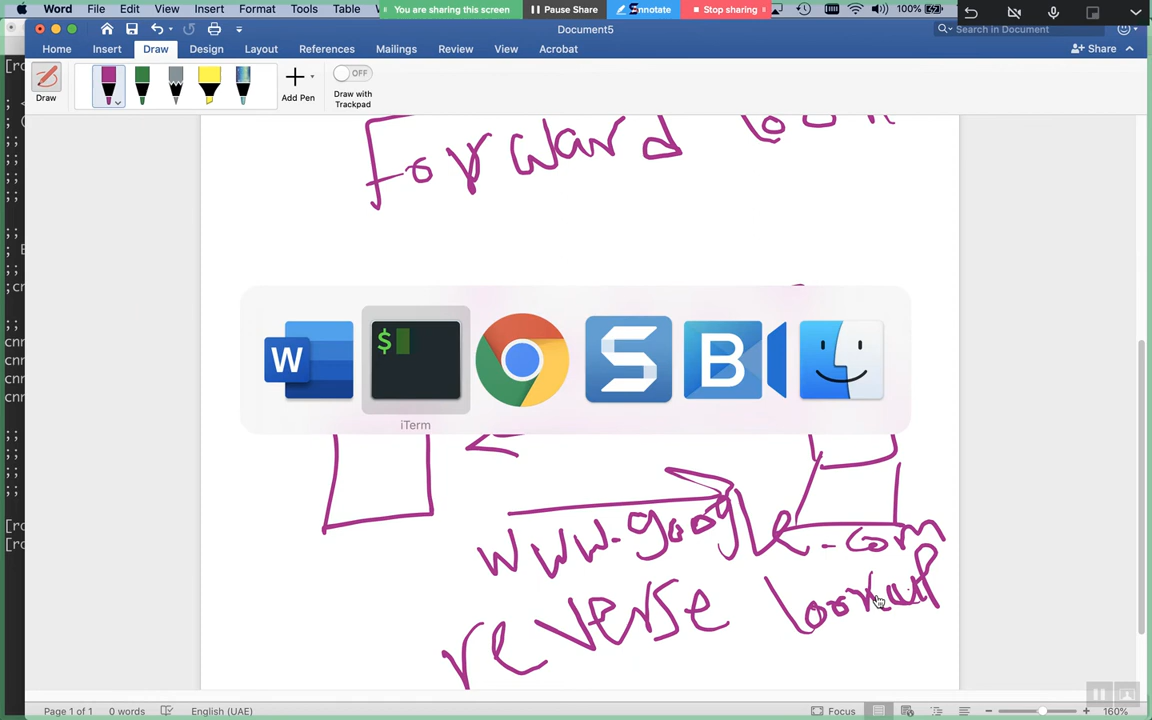 Word File Edit View Insert Format Tools Table You are sharing this screen Pause Share Annotate Stop sharing 100%
Document5 Search in Document
Home Insert Draw Design Layout References Mailings Review View Acrobat Share
OFF
Draw Add Pen Draw with Trackpad
Forward
$
W S B
iTerm
www.google.com
reverse lookup
Page 1 of 1 0 words English (UAE) Focus 160%